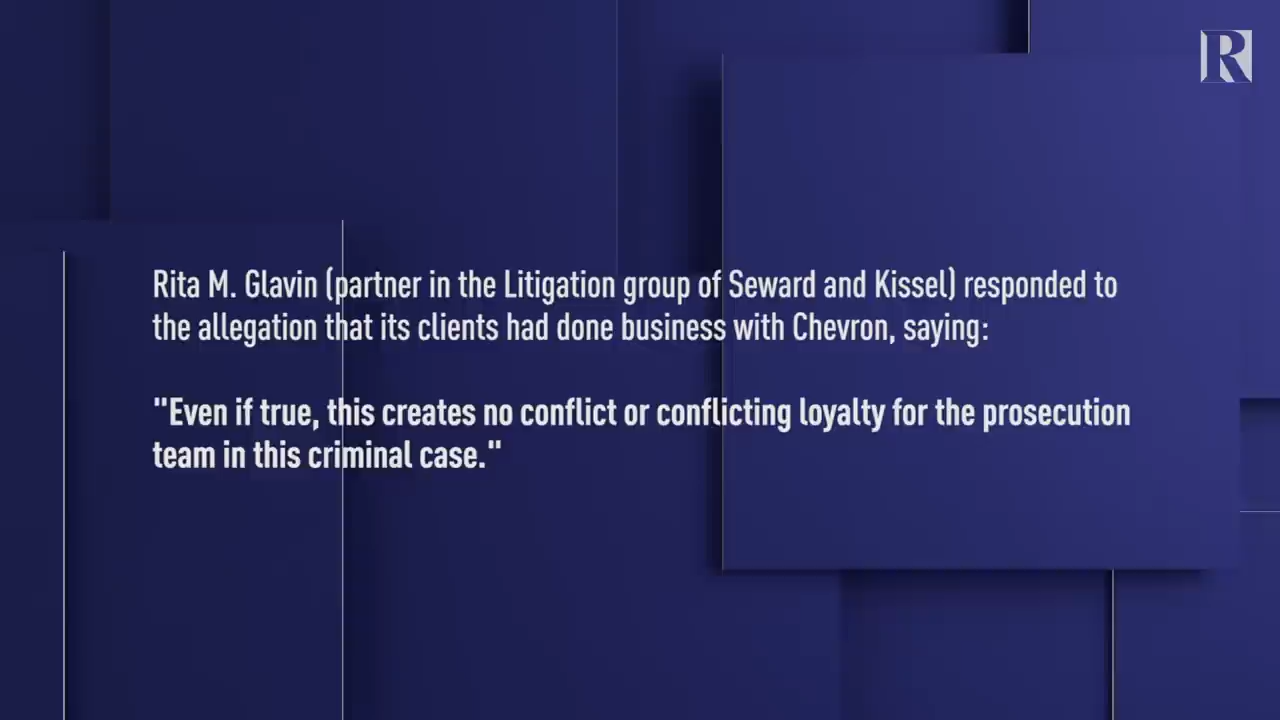 R
Rita M. Glavin (partner in the Litigation group of Seward and Kissel) responded to
the allegation that its clients had done business with Chevron, saying:
"Even if true, this creates no conflict or conflicting loyalty for the prosecution
team in this criminal case."